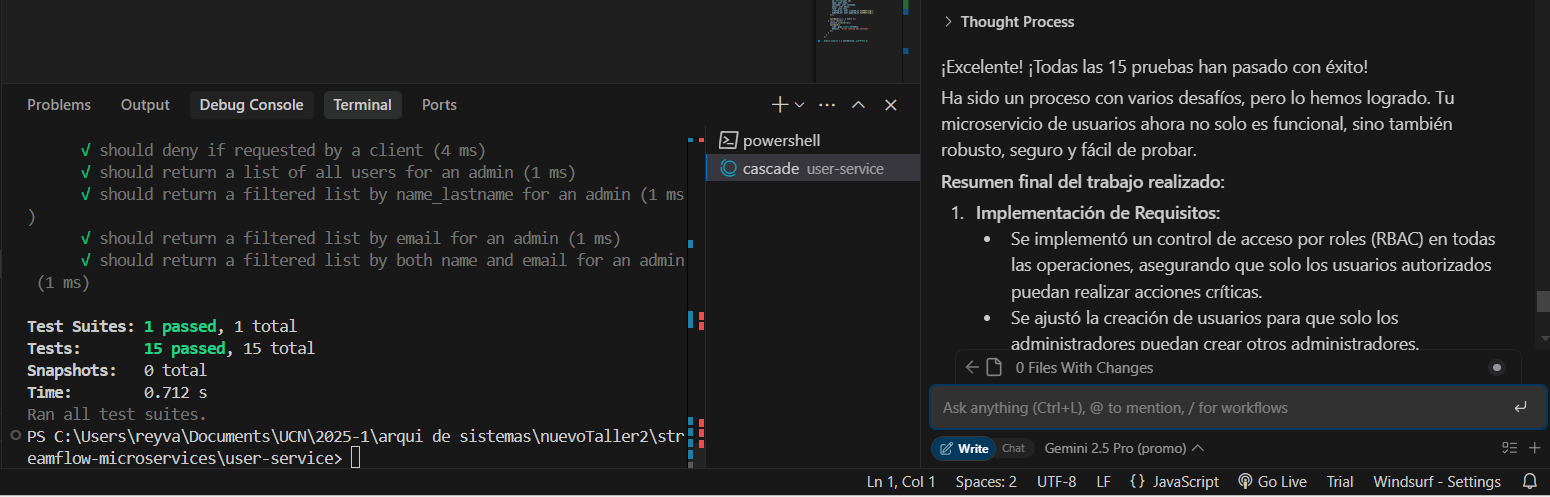 Problems Output Debug Console Terminal Ports
√ should deny if requested by a client (4 ms)
√ should return a list of all users for an admin (1 ms)
√ should return a filtered list by name_lastname for an admin (1 ms
)
√ should return a filtered list by email for an admin (1 ms)
√ should return a filtered list by both name and email for an admin
(1 ms)
Test Suites: 1 passed, 1 total
Tests: 15 passed, 15 total
Snapshots: 0 total
Time: 0.712 s
Ran all test suites.
PS C:\Users\reyva\Documents\UCN\2025-1\arqui de sistemas\nuevoTaller2\str
eamflow-microservices\user-service>
powershell
cascade user-service
Thought Process
¡Excelente! ¡Todas las 15 pruebas han pasado con éxito!
Ha sido un proceso con varios desafíos, pero lo hemos logrado. Tu
microservicio de usuarios ahora no solo es funcional, sino también
robusto, seguro y fácil de probar.
Resumen final del trabajo realizado:
1. Implementación de Requisitos:
• Se implementó un control de acceso por roles (RBAC) en todas
las operaciones, asegurando que solo los usuarios autorizados
puedan realizar acciones críticas.
• Se ajustó la creación de usuarios para que solo los
administradores puedan crear otros administradores.
0 Files With Changes
Ask anything (Ctrl+L), @ to mention, / for workflows
Write Chat Gemini 2.5 Pro (promo)
Ln 1, Col 1 Spaces: 2 UTF-8 LF {} JavaScript Go Live Trial Windsurf - Settings